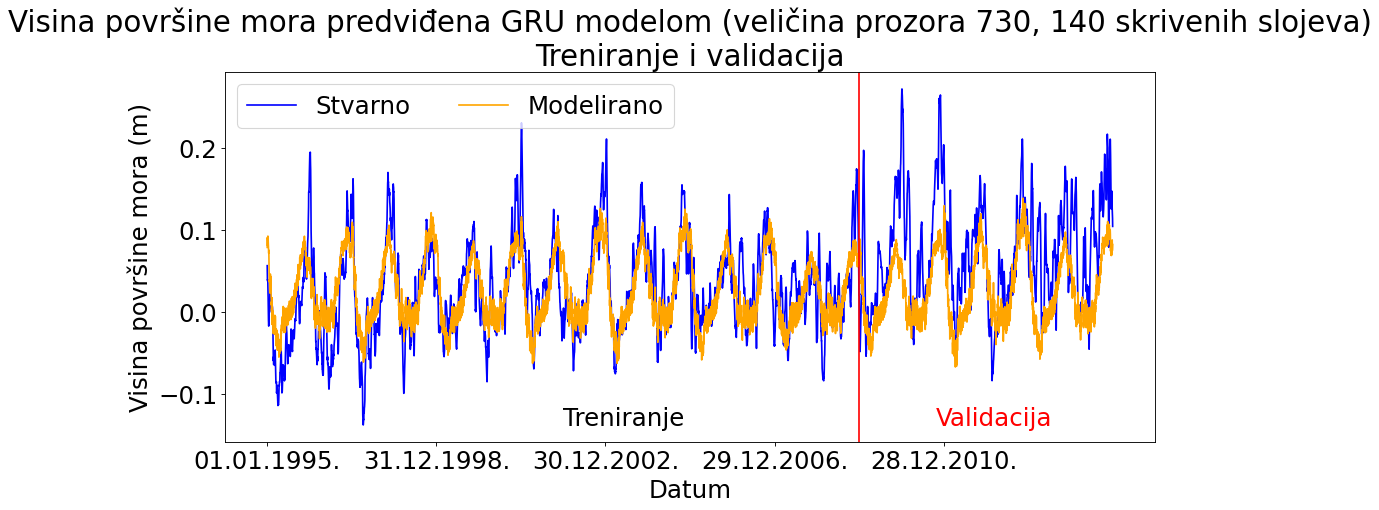 Visina površine mora predviđena GRU modelom (veličina prozora 730, 140 skrivenih slojeva)
Treniranje i validacija
Stvarno
Modelirano
Visina površine mora (m)
0.2
0.1
0.0
−0.1
Treniranje
Validacija
01.01.1995.
31.12.1998.
30.12.2002.
29.12.2006.
28.12.2010.
Datum